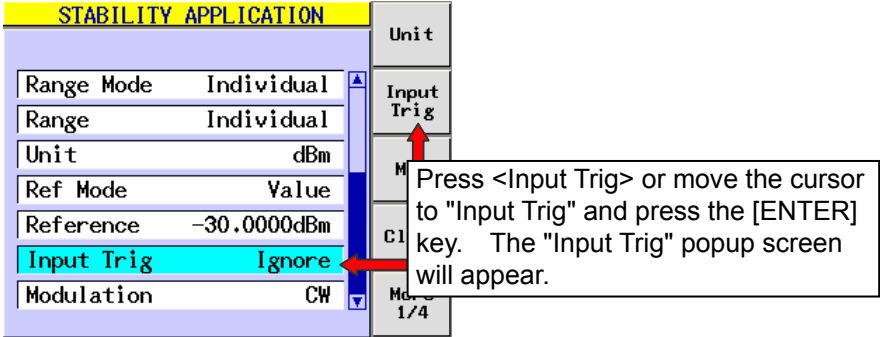 STABILITY APPLICATION
Range Mode Individual
Range Individual
Unit dBm
Ref Mode Value
Reference -30.0000dBm
Input Trig Ignore
Modulation CW
Unit
Input
Trig
1/4
Press <Input Trig> or move the cursor
to "Input Trig" and press the [ENTER]
key. The "Input Trig" popup screen
will appear.